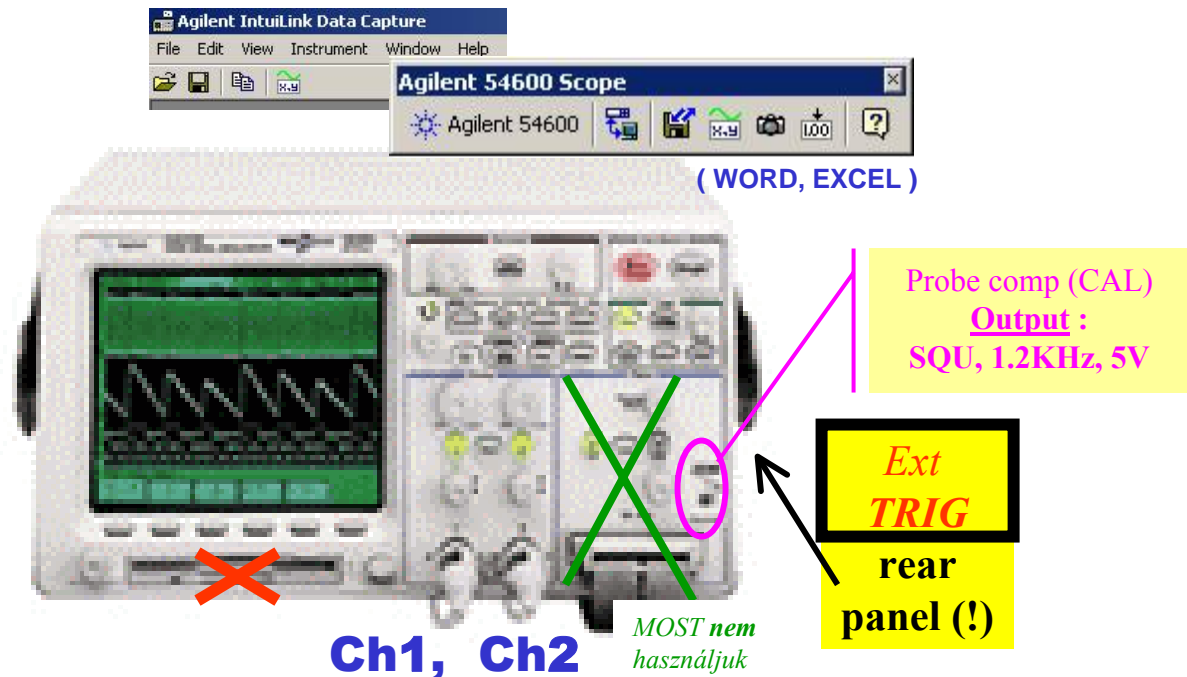 Agilent IntuiLink Data Capture
File Edit View Instrument Window Help
Agilent 54600 Scope
Agilent 54600
( WORD, EXCEL )
Probe comp (CAL)
Output :
SQU, 1.2KHz, 5V
Ext
TRIG
rear
panel (!)
MOST nem
használjuk
Ch1, Ch2